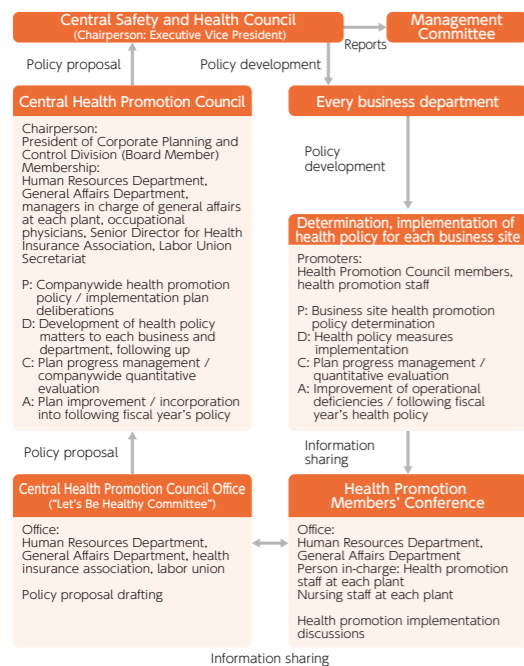 Central Safety and Health Council
(Chairperson: Executive Vice President)
Reports
Management
Committee
Policy proposal
Policy development
Central Health Promotion Council
Chairperson:
President of Corporate Planning and
Control Division (Board Member)
Membership:
Human Resources Department,
General Affairs Department,
managers in charge of general affairs
at each plant, occupational
physicians, Senior Director for Health
Insurance Association, Labor Union
Secretariat
P: Companywide health promotion
policy / implementation plan
deliberations
D: Development of health policy
matters to each business and
department, following up
C: Plan progress management /
companywide quantitative
evaluation
A: Plan improvement / incorporation
into following fiscal year's policy
Every business department
Policy
development
Determination, implementation of
health policy for each business site
Promoters:
Health Promotion Council members,
health promotion staff
P: Business site health promotion
policy determination
D: Health policy measures
implementation
C: Plan progress management /
quantitative evaluation
A: Improvement of operational
deficiencies / following fiscal
year's health policy
Policy proposal
Information
sharing
Central Health Promotion Council Office
("Let's Be Healthy Committee")
Office:
Human Resources Department,
General Affairs Department, health
insurance association, labor union
Policy proposal drafting
Health Promotion
Members' Conference
Office:
Human Resources Department,
General Affairs Department
Person in-charge: Health promotion
staff at each plant
Nursing staff at each plant
Health promotion implementation
discussions
Information sharing